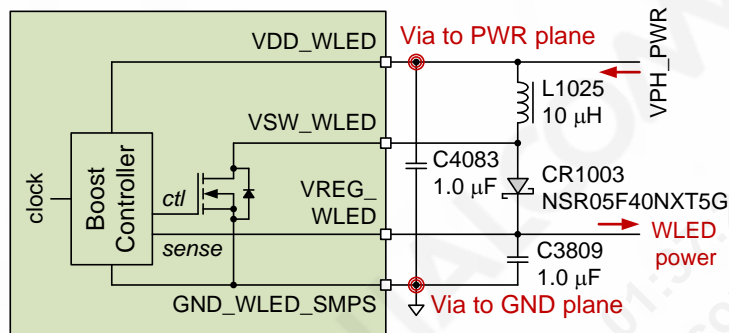 VDD_WLED
Via to PWR plane
VPH_PWR
L1025
10 µH
VSW_WLED
C4083
1.0 µF
CR1003
NSR05F40NXT5G
clock
Boost
Controller
ctl
sense
VREG_
WLED
WLED
power
C3809
1.0 µF
GND_WLED_SMPS
Via to GND plane